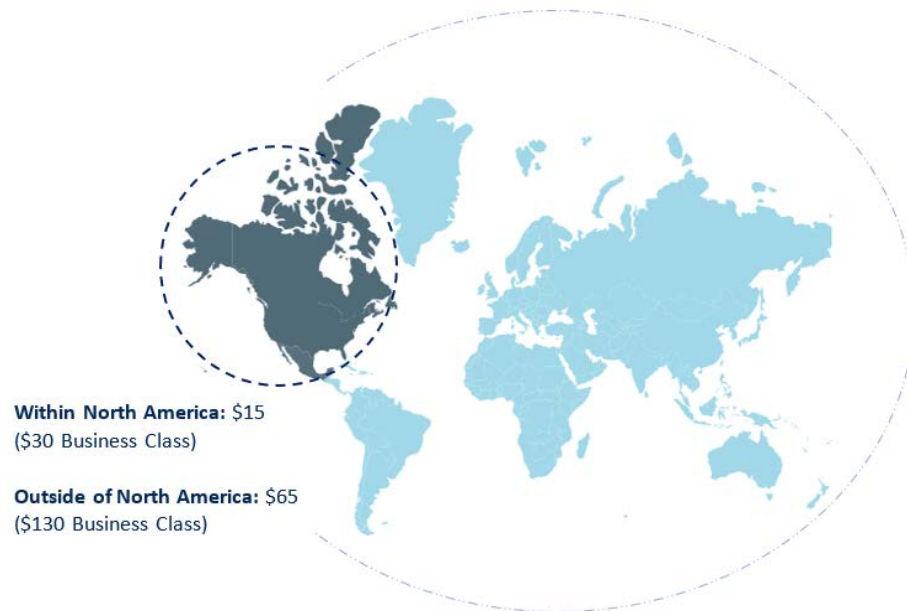 Within North America: $15
($30 Business Class)
Outside of North America: $65
($130 Business Class)